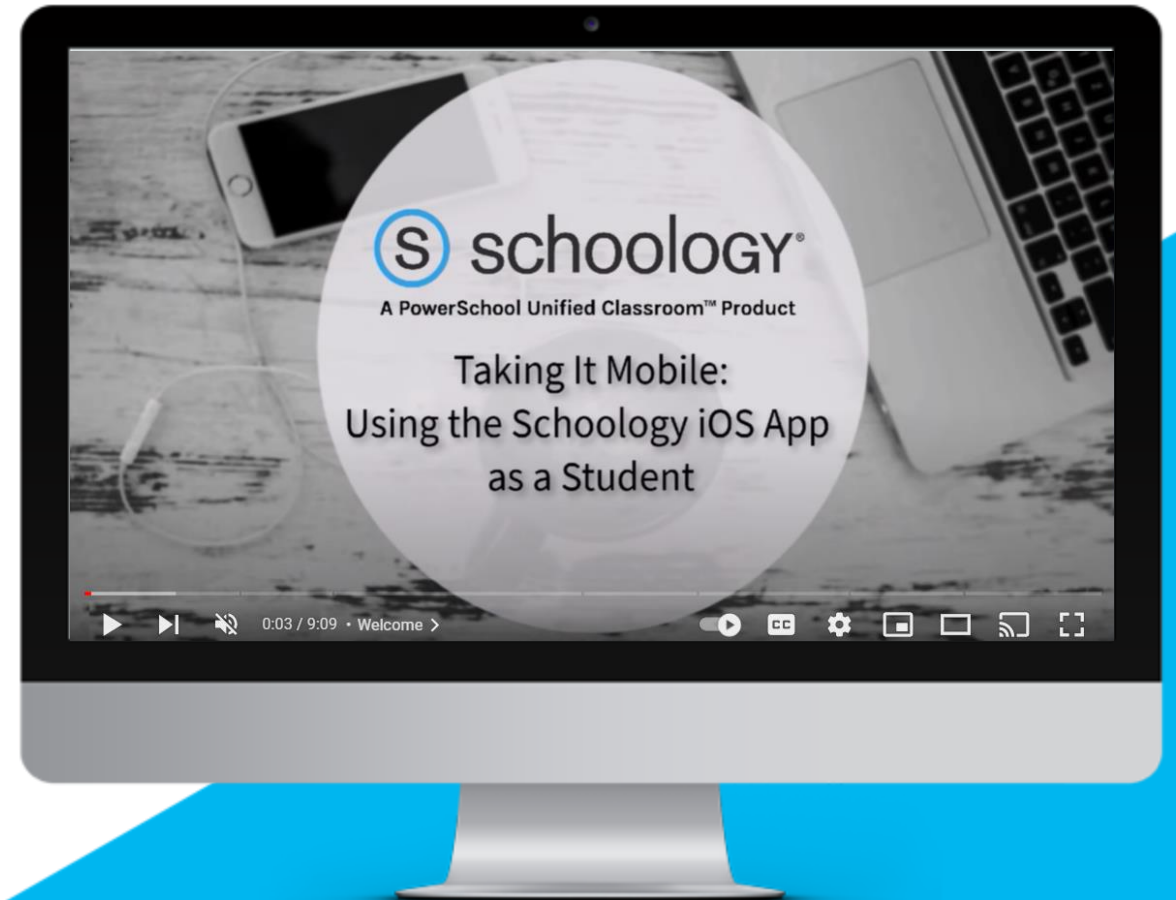 S schoology®
A PowerSchool Unified Classroom™ Product
Taking It Mobile:
Using the Schoology iOS App
as a Student
0:03 / 9:09 • Welcome >
CC